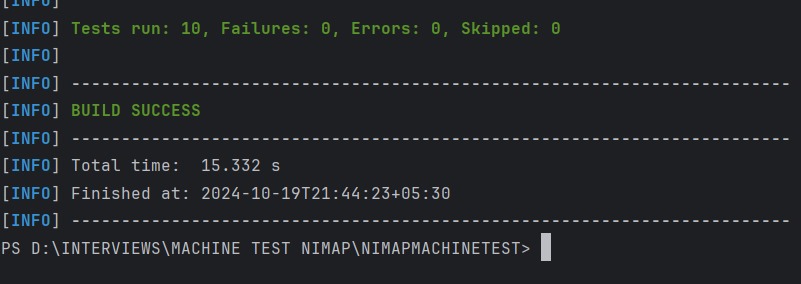 [INFO]
[INFO] Tests run: 10, Failures: 0, Errors: 0, Skipped: 0
[INFO]
[INFO] ------------------------------------------------------------------------
[INFO] BUILD SUCCESS
[INFO] ------------------------------------------------------------------------
[INFO] Total time:  15.332 s
[INFO] Finished at: 2024-10-19T21:44:23+05:30
[INFO] ------------------------------------------------------------------------
PS D:\INTERVIEWS\MACHINE TEST NIMAP\NIMAPMACHINETEST>